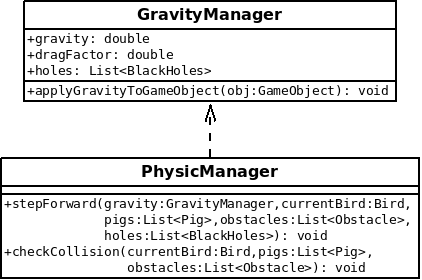 GravityManager
+gravity: double
+dragFactor: double
+holes: List<BlackHoles>
+applyGravityToGameObject(obj:GameObject): void
PhysicManager
+stepForward(gravity:GravityManager,currentBird:Bird,
pigs:List<Pig>,obstacles:List<Obstacle>,
holes:List<BlackHoles>): void
+checkCollision(currentBird:Bird,pigs:List<Pig>,
obstacles:List<Obstacle>): void